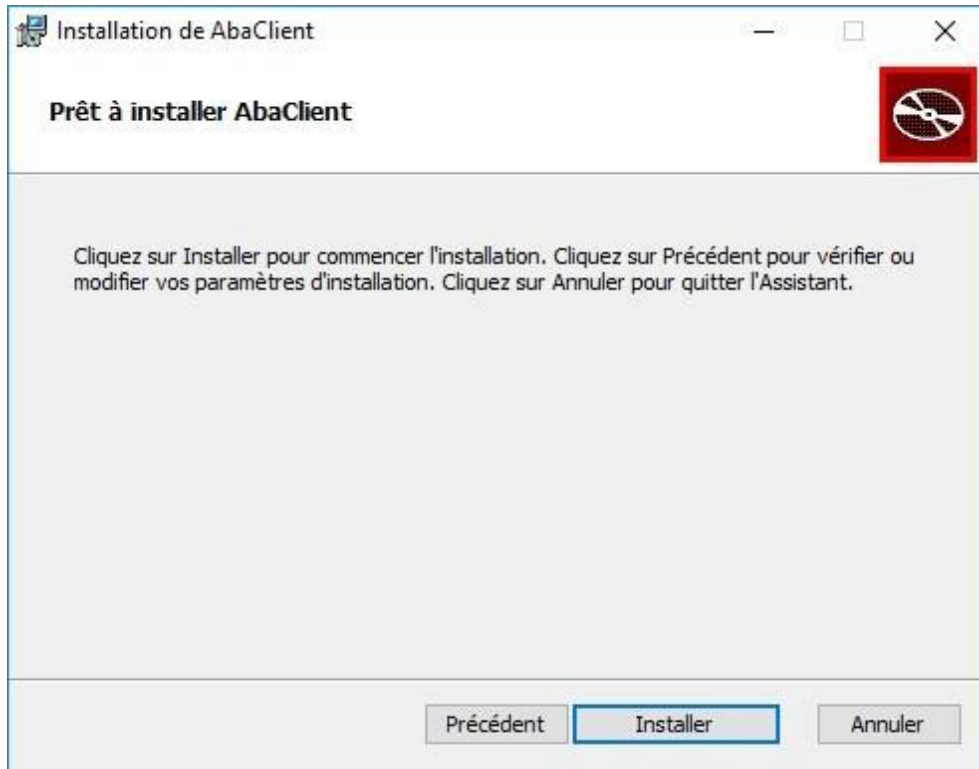 Installation de AbaClient
Prêt à installer AbaClient
Cliquez sur Installer pour commencer l'installation. Cliquez sur Précédent pour vérifier ou
modifier vos paramètres d'installation. Cliquez sur Annuler pour quitter l'Assistant.
Précédent
Installer
Annuler